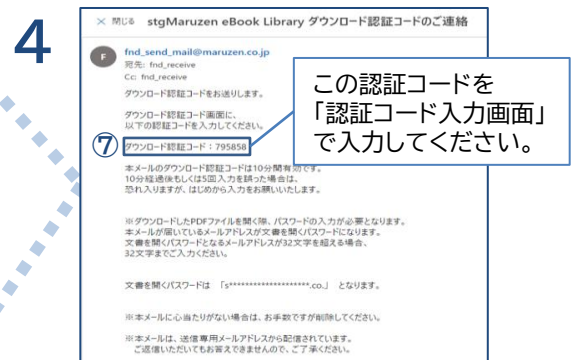 4
× 閉じる stgMaruzen eBook Library ダウンロード認証コードのご連絡
F
fnd_send_mail@maruzen.co.jp
宛先: fnd_receive
Cc: fnd_receive
ダウンロード認証コードをお送りします。
ダウンロード認証コード画面に、
以下の認証コードを入力してください。
⑦ ダウンロード認証コード：795858
この認証コードを
「認証コード入力画面」
で入力してください。
本メールのダウンロード認証コードは10分間有効です。
10分経過後もしくは5回入力を誤った場合は、
恐れ入りますが、はじめから入力をお願いいたします。
※ダウンロードしたPDFファイルを開く際、パスワードの入力が必要となります。
本メールが届いているメールアドレスが文書を開くパスワードになります。
文書を開くパスワードとなるメールアドレスが32文字を超える場合、
32文字までご入力ください。
文書を開くパスワードは 「s********************.co.」 となります。
※本メールに心当たりがない場合は、お手数ですが削除してください。
※本メールは、送信専用メールアドレスから配信されています。
ご返信いただいてもお答えできませんので、ご了承ください。